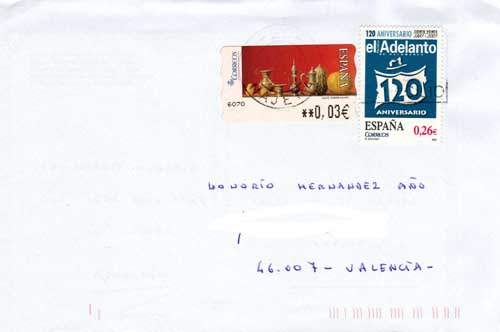 CORREOS
ESPAÑA
6070
**0,03€
120 ANIVERSARIO
el Adelanto
120
ANIVERSARIO
ESPAÑA
CORREOS
0,26€
HONORIO HERNANDEZ AÑO
46.007 - VALENCIA -